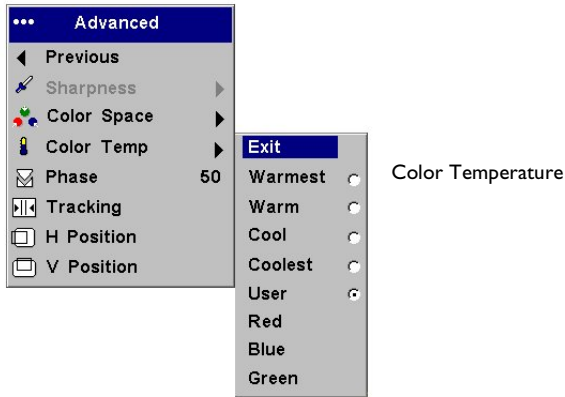 ••• Advanced
Previous
Sharpness
Color Space
Color Temp
Phase 50
Tracking
H Position
V Position
Exit
Warmest
Warm
Cool
Coolest
User
Red
Blue
Green
Color Temperature